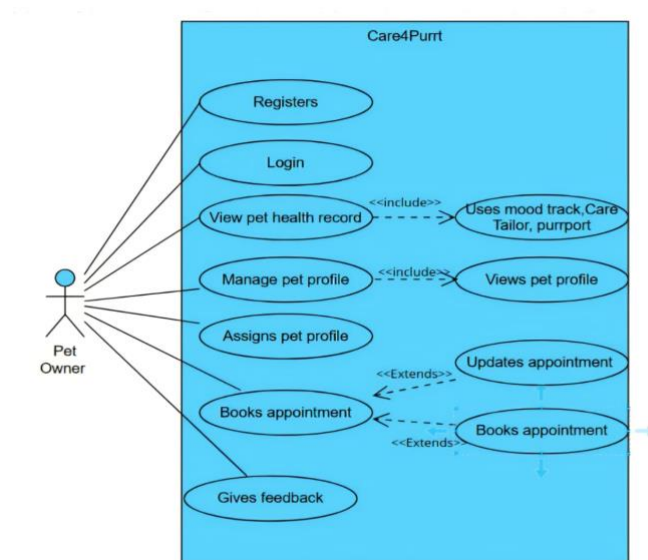 Care4Purrt
Registers
Login
View pet health record
<<include>>
Uses mood track,Care
Tailor, purrport
Manage pet profile
<<include>>
Views pet profile
Assigns pet profile
Pet
Owner
Updates appointment
<<Extends>>
Books appointment
Books appointment
<<Extends>>
Gives feedback